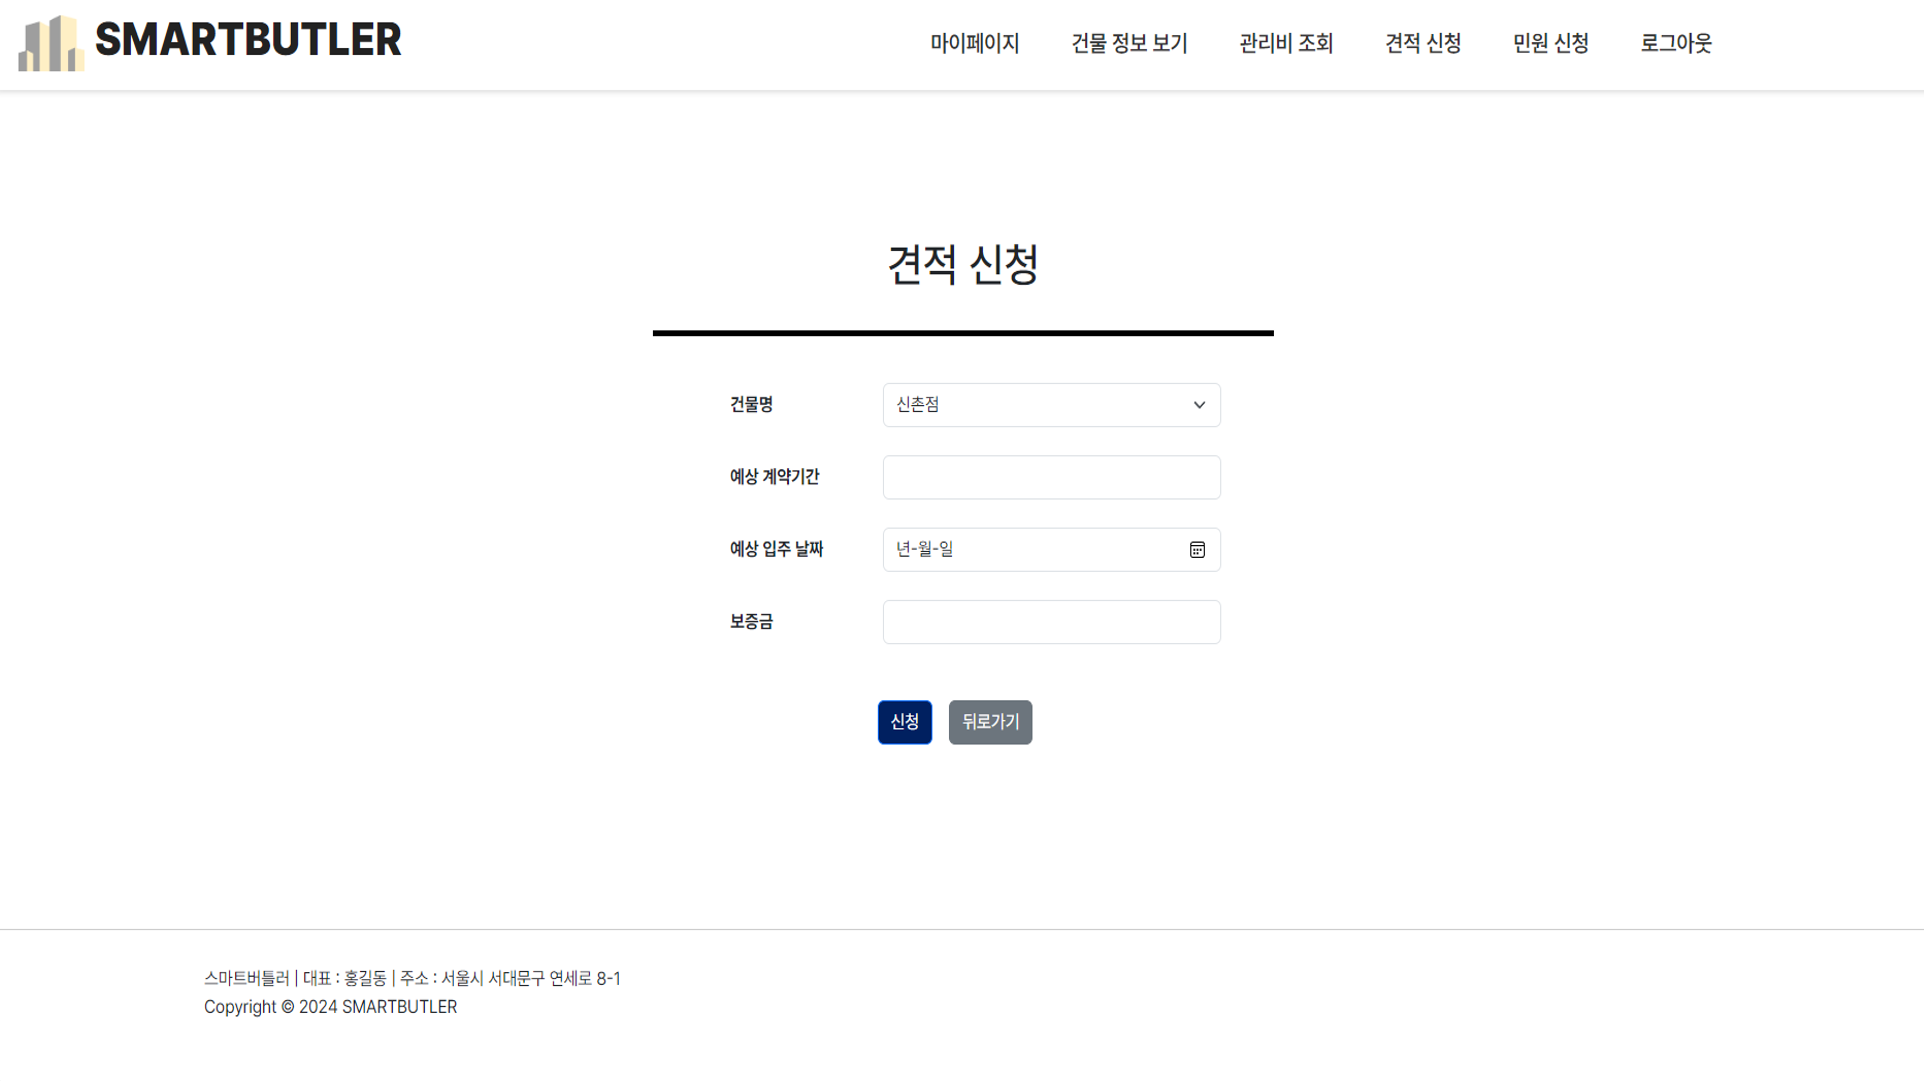 SMARTBUTLER
마이페이지 건물 정보 보기 관리비 조회 견적 신청 민원 신청 로그아웃
견적 신청
건물명 신촌점
예상 계약기간
예상 입주 날짜 년-월-일
보증금
신청 뒤로가기
스마트버틀러 | 대표 : 홍길동 | 주소 : 서울시 서대문구 연세로 8-1
Copyright © 2024 SMARTBUTLER